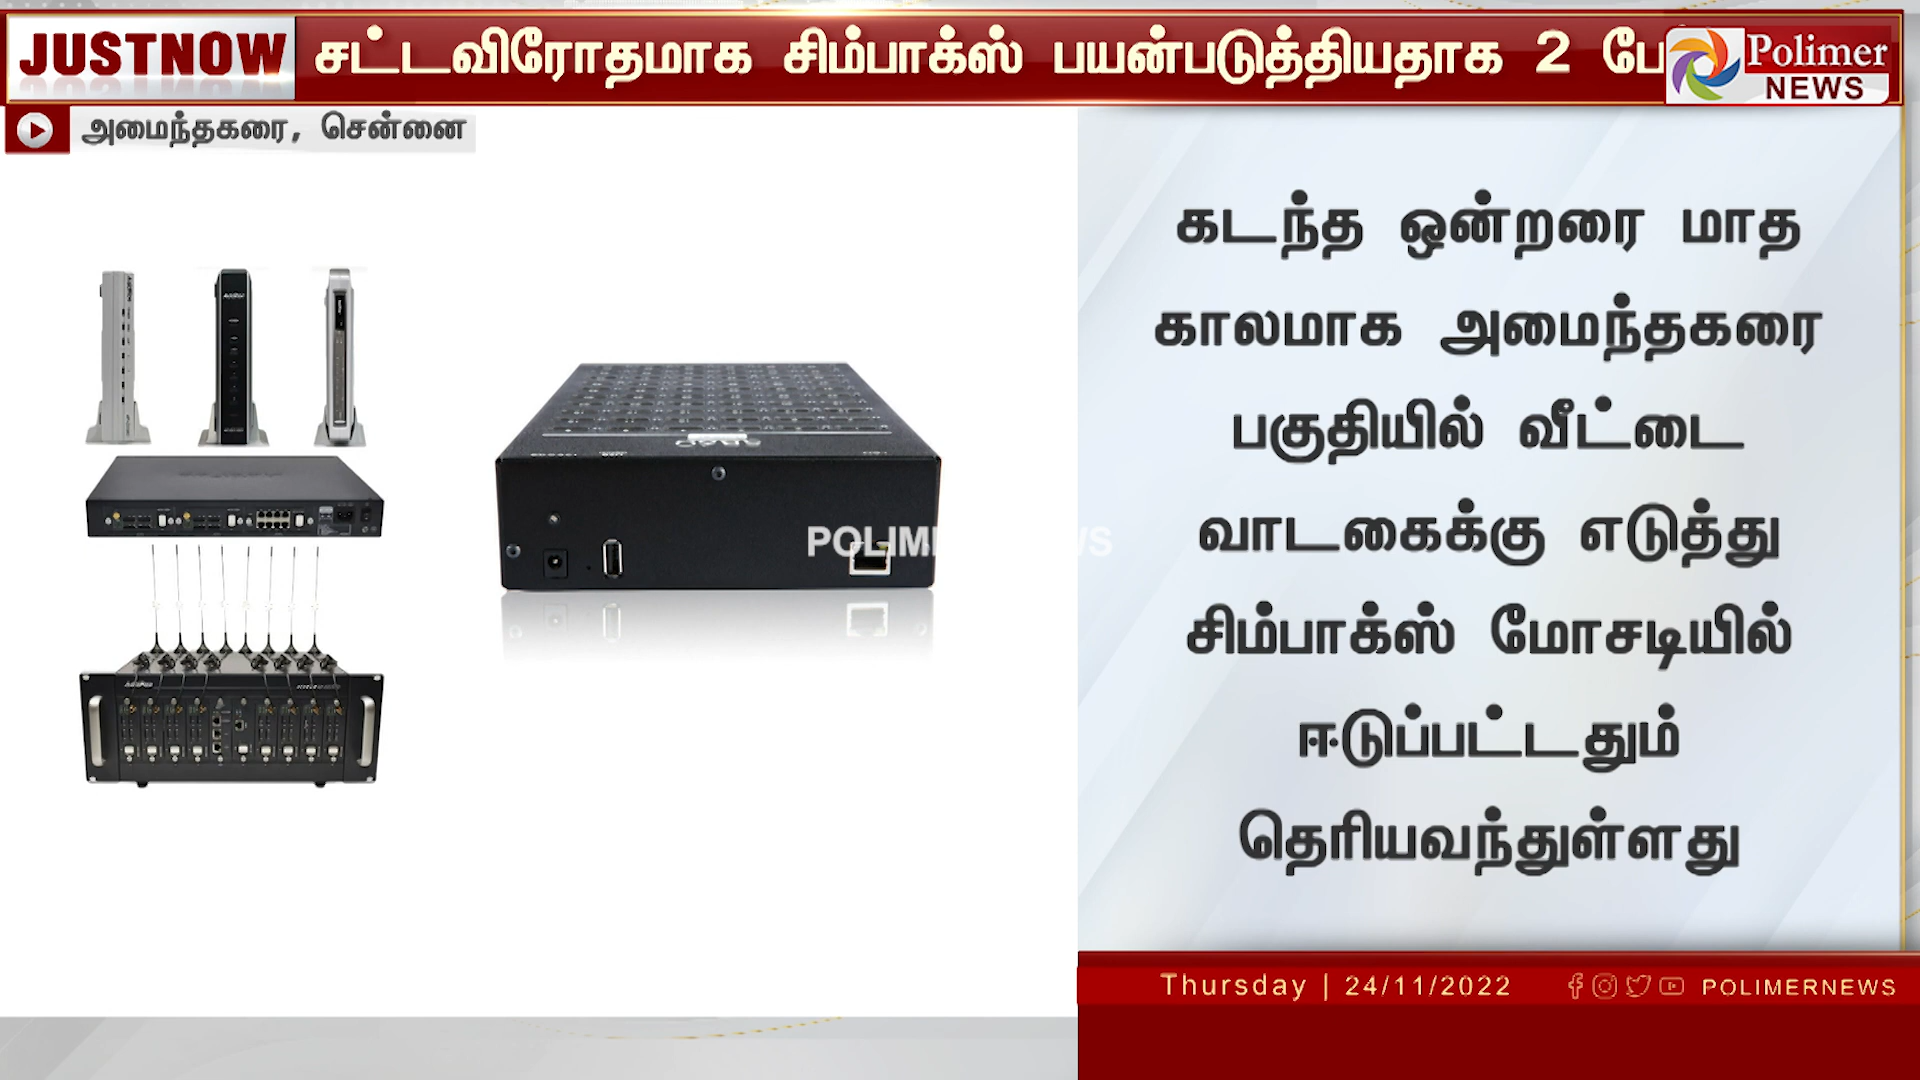 JUSTNOW சட்டவிரோதமாக சிம்பாக்ஸ் பயன்படுத்தியதாக 2
Polimer
NEWS
அமைந்தகரை, சென்னை
கடந்த ஒன்றரை மாத
காலமாக அமைந்தகரை
பகுதியில் வீட்டை
வாடகைக்கு எடுத்து
சிம்பாக்ஸ் மோசடியில்
ஈடுப்பட்டதும்
தெரியவந்துள்ளது
Thursday | 24/11/2022 POLIMERNEWS